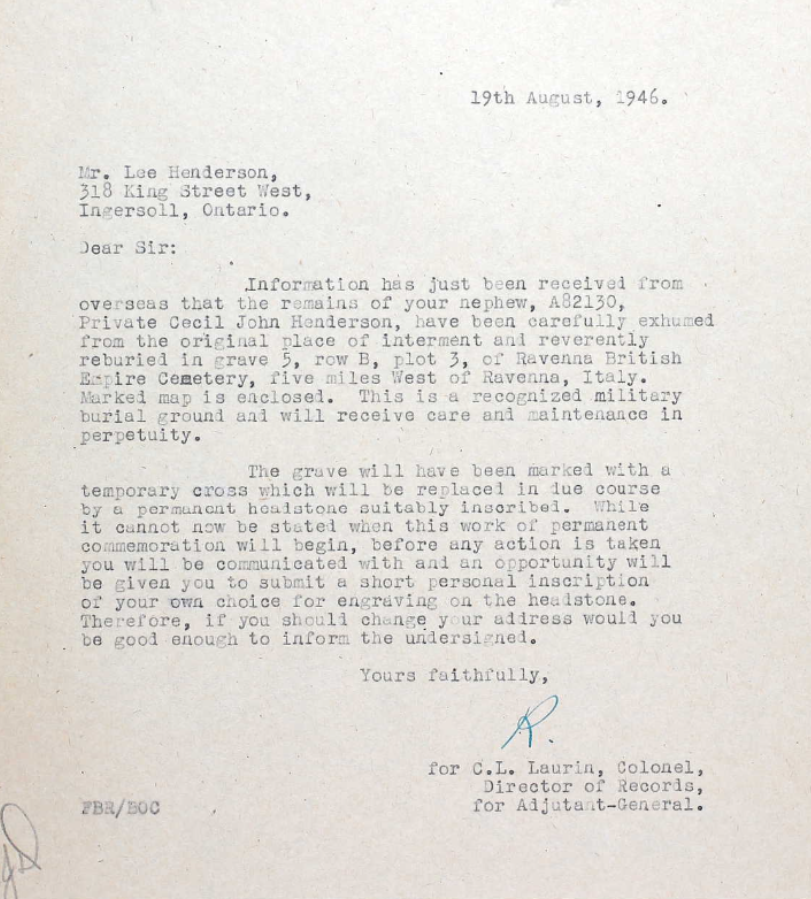 19th August, 1946.
Mr. Lee Henderson,
318 King Street West,
Ingersoll, Ontario.
Dear Sir:
Information has just been received from
overseas that the remains of your nephew, A82130,
Private Cecil John Henderson, have been carefully exhumed
from the original place of interment and reverently
reburied in grave 5, row B, plot 3, of Ravenna British
Empire Cemetery, five miles West of Ravenna, Italy.
Marked map is enclosed. This is a recognized military
burial ground and will receive care and maintenance in
perpetuity.
The grave will have been marked with a
temporary cross which will be replaced in due course
by a permanent headstone suitably inscribed. While
it cannot now be stated when this work of permanent
commemoration will begin, before any action is taken
you will be communicated with and an opportunity will
be given you to submit a short personal inscription
of your own choice for engraving on the headstone.
Therefore, if you should change your address would you
be good enough to inform the undersigned.
Yours faithfully,
R.
for C.L. Laurin, Colonel,
Director of Records,
for Adjutant-General.
FBR/BOC